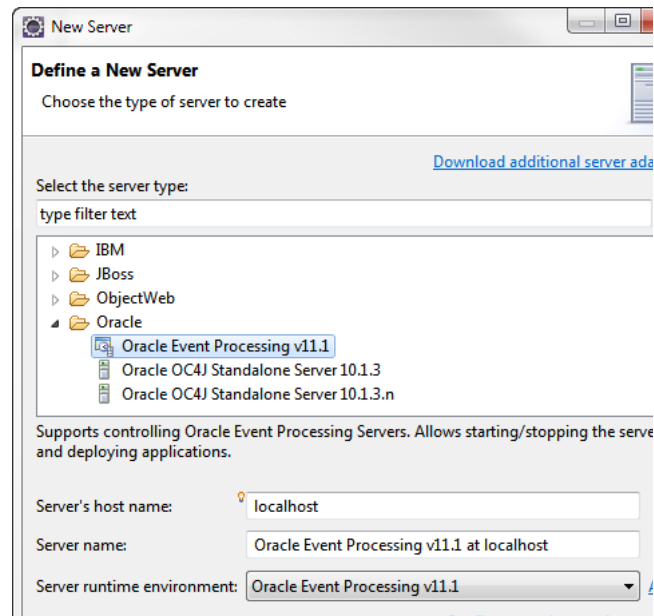 New Server
Define a New Server
Choose the type of server to create
Download additional server
Select the server type:
type filter text
IBM
JBoss
ObjectWeb
Oracle
Oracle Event Processing v11.1
Oracle OC4J Standalone Server 10.1.3
Oracle OC4J Standalone Server 10.1.3.n
Supports controlling Oracle Event Processing Servers. Allows starting/stopping the
and deploying applications.
Server's host name: localhost
Server name: Oracle Event Processing v11.1 at localhost
Server runtime environment: Oracle Event Processing v11.1